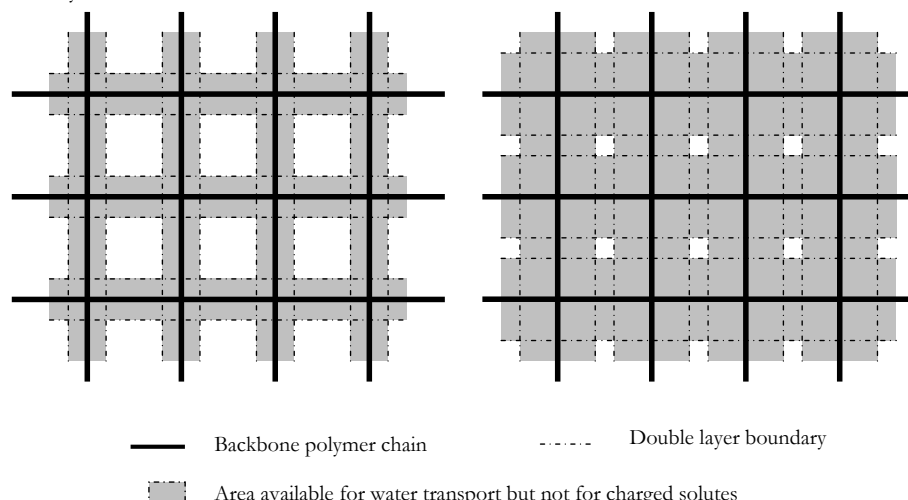 Backbone polymer chain
Double layer boundary
Area available for water transport but not for charged solutes